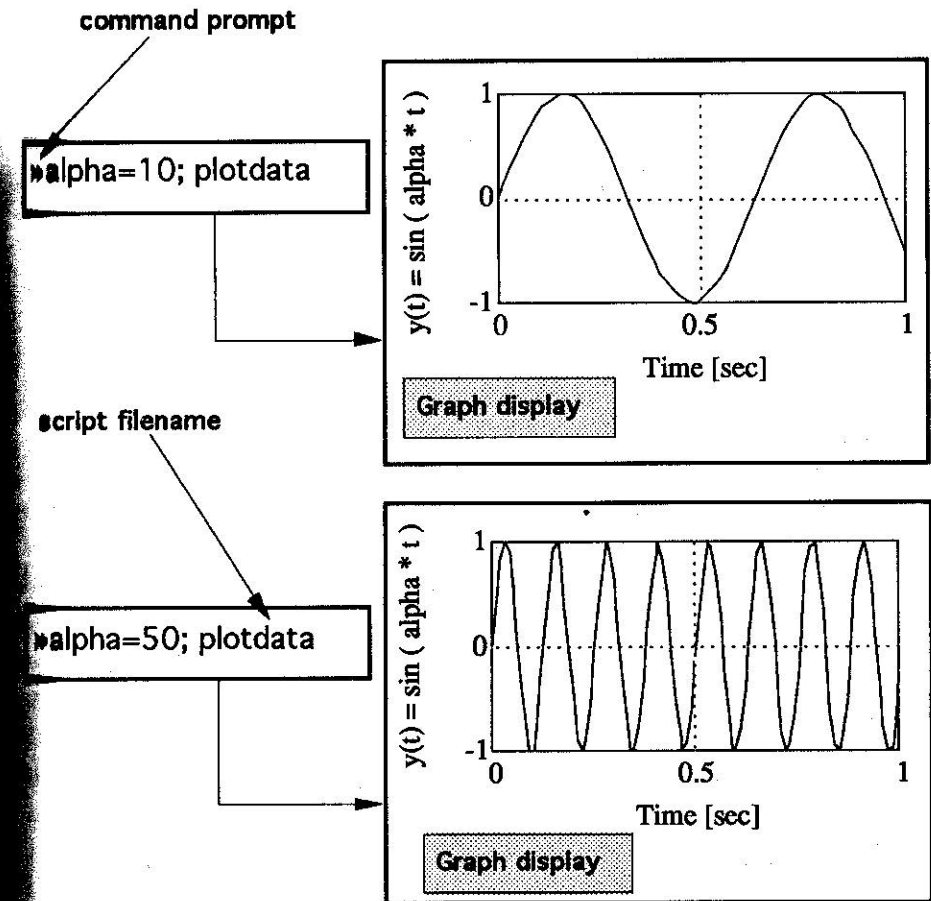 command prompt
»alpha=10; plotdata
y(t) = sin ( alpha * t )
1
0
-1
0 0.5 1
Time [sec]
Graph display
script filename
»alpha=50; plotdata
y(t) = sin ( alpha * t )
1
0
-1
0 0.5 1
Time [sec]
Graph display